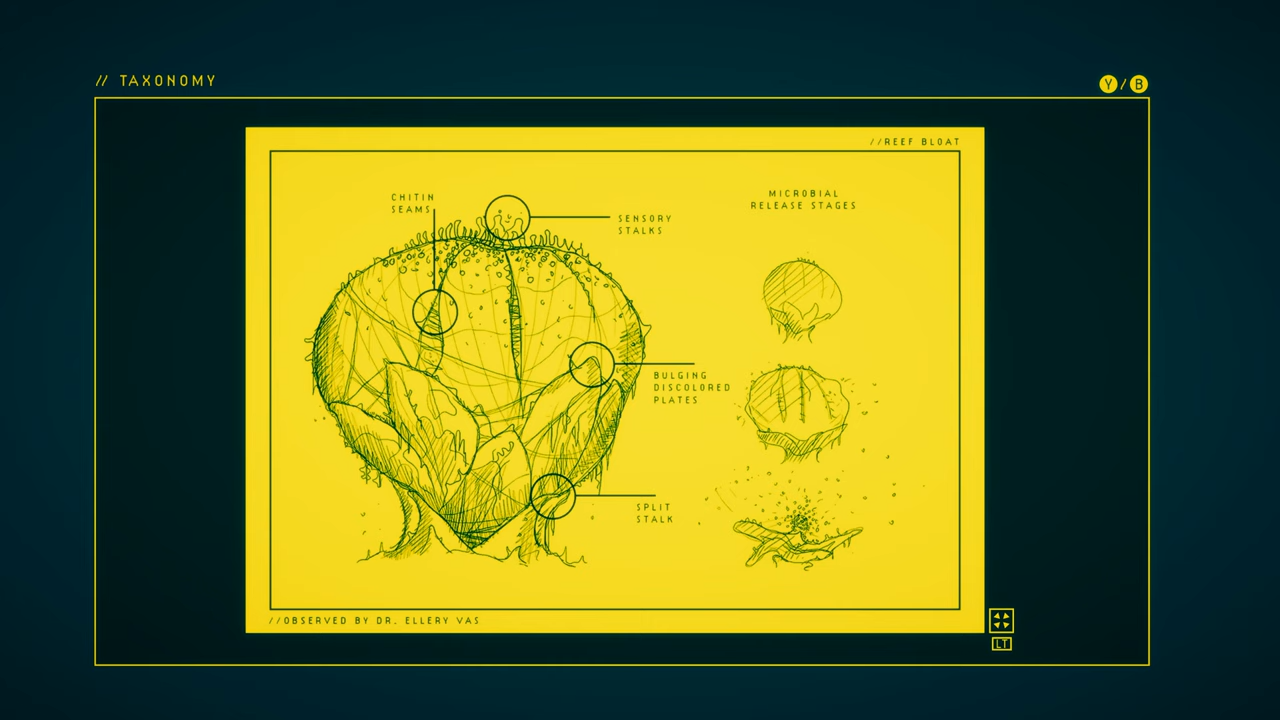 // TAXONOMY
Y / B
//REEF BLOAT
CHITIN
SEAMS
SENSORY
STALKS
MICROBIAL
RELEASE STAGES
BULGING
DISCOLORED
PLATES
SPLIT
STALK
//OBSERVED BY DR. ELLERY VAS
LT